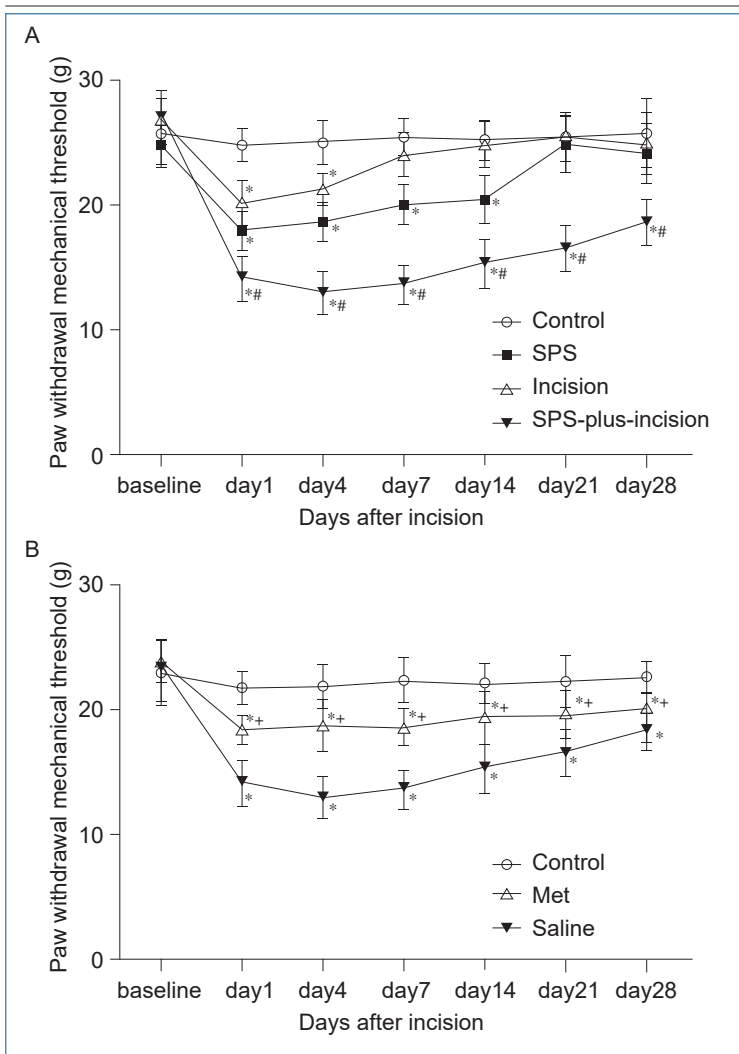 A
Paw withdrawal mechanical threshold (g)
30
20
10
0
* * * * * * *# *# *# *# *# *#
Control
SPS
Incision
SPS-plus-incision
baseline day1 day4 day7 day14 day21 day28
Days after incision
B
Paw withdrawal mechanical threshold (g)
30
20
10
0
*+ *+ *+ *+ *+ *+
* * * * * *
Control
Met
Saline
baseline day1 day4 day7 day14 day21 day28
Days after incision